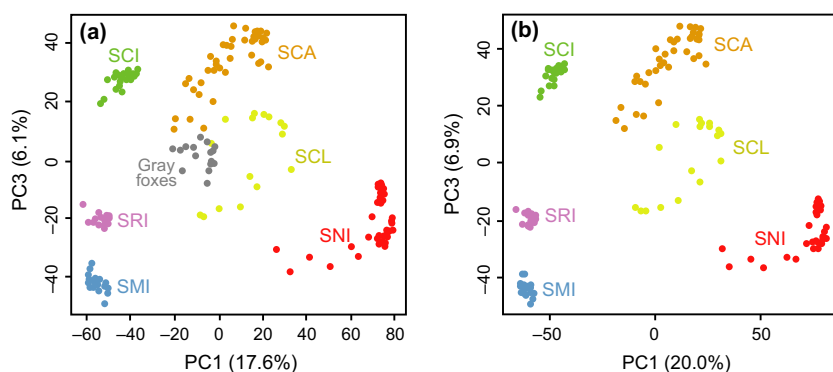 (a)
SCI
SCA
SCL
Gray
foxes
SRI
SNI
SMI
PC3 (6.1%)
40
20
0
−20
−40
−60 −40 −20 0 20 40 60 80
PC1 (17.6%)
(b)
SCI
SCA
SCL
SRI
SNI
SMI
PC3 (6.9%)
40
20
0
−20
−40
−50 0 50
PC1 (20.0%)